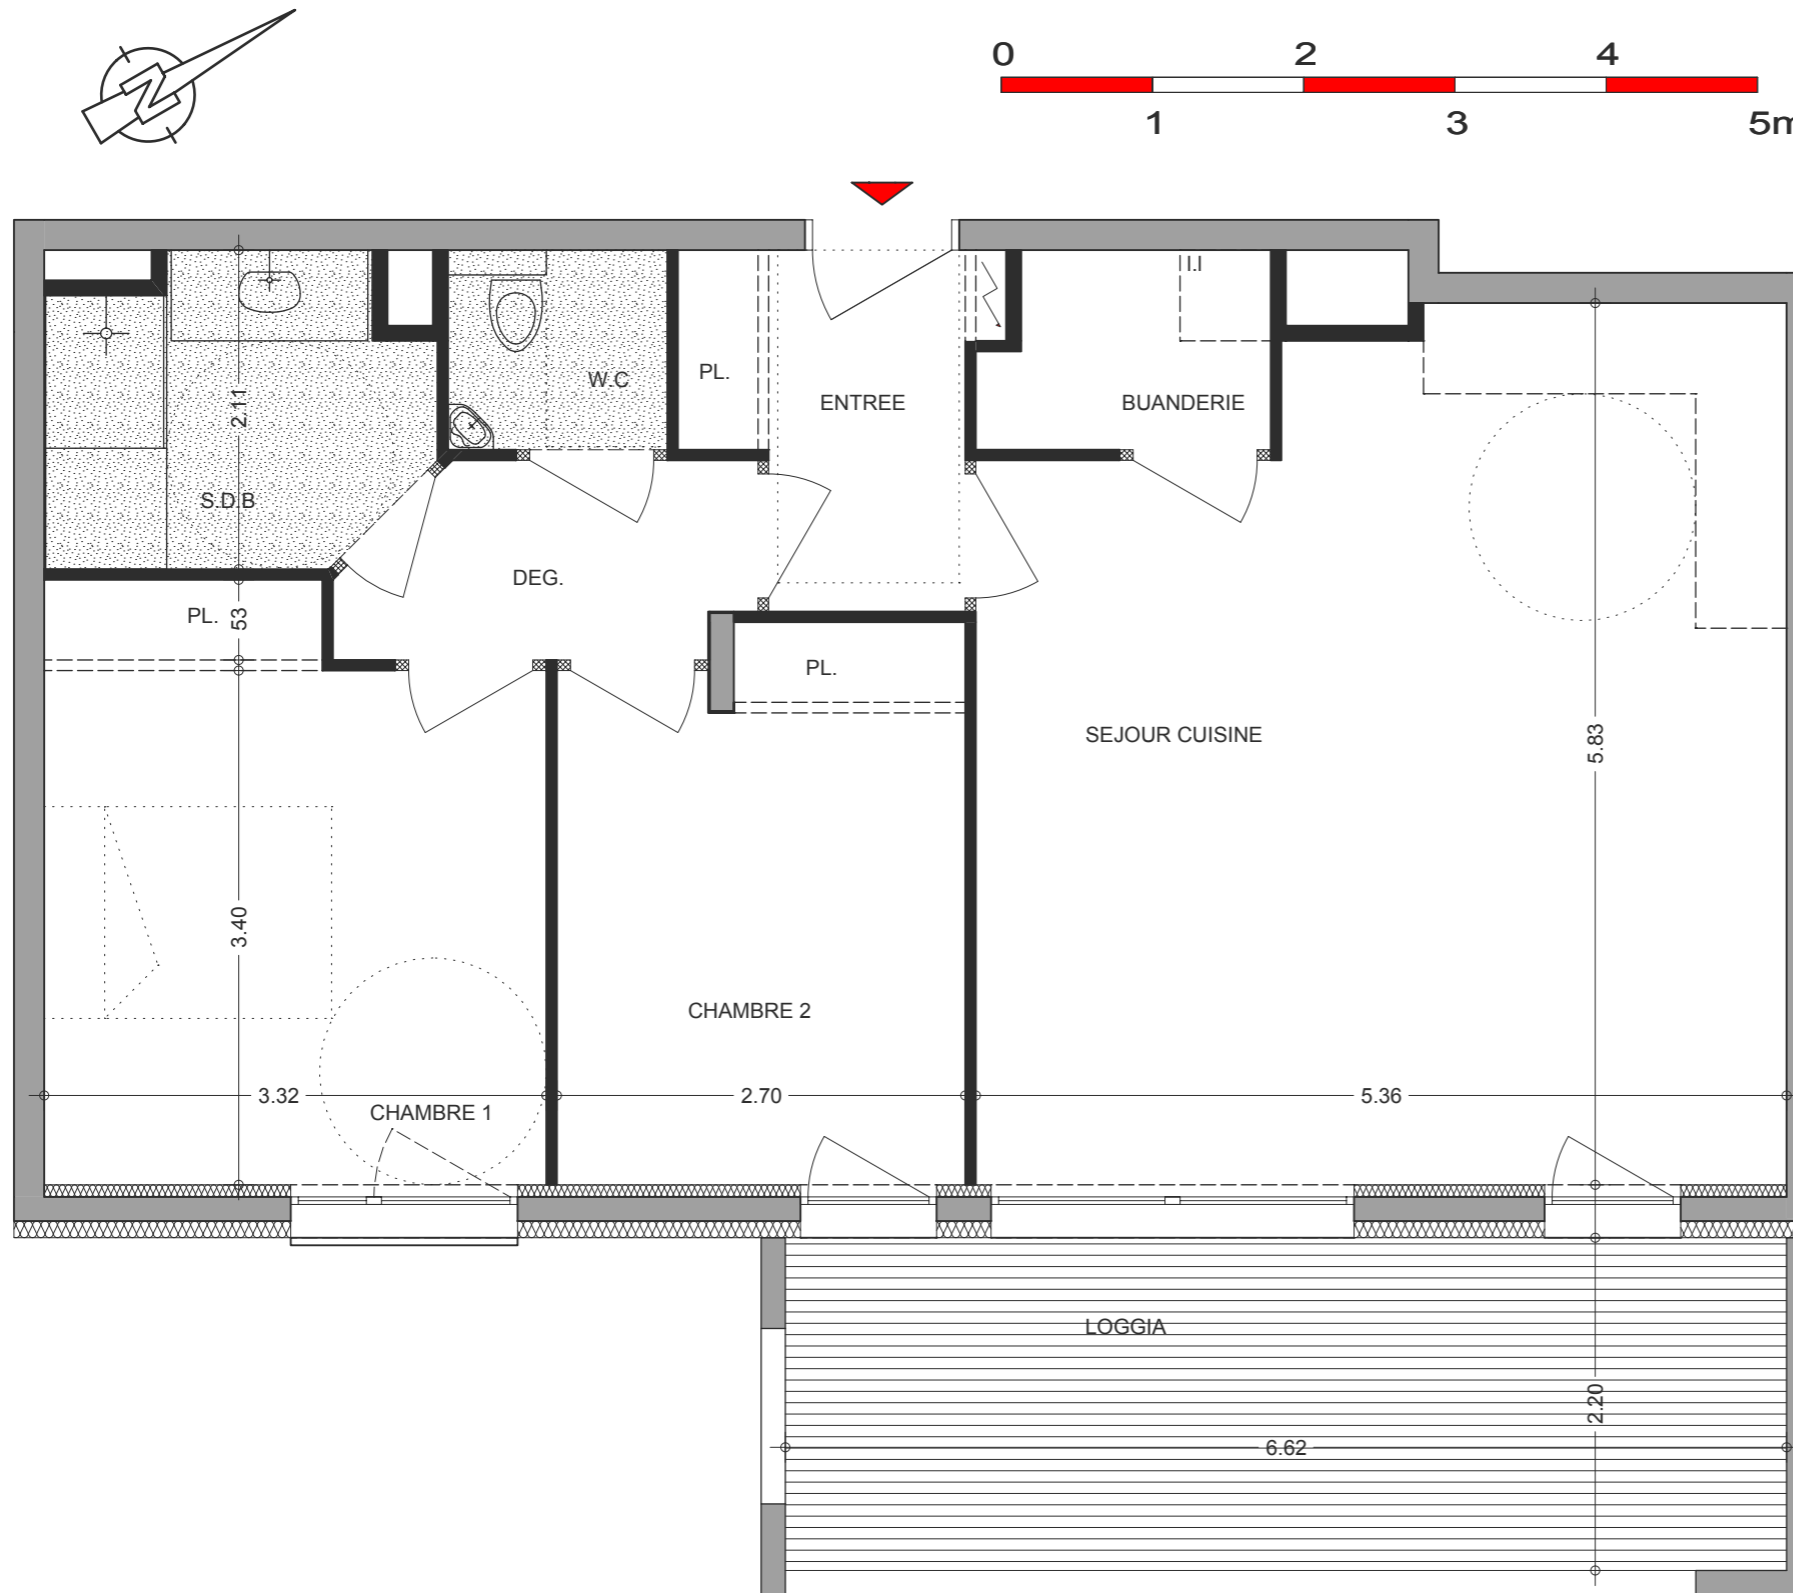 N
0 2 4
1 3 5m
I.I
W.C
PL.
ENTREE
BUANDERIE
2.11
S.D.B
DEG.
PL.
53
PL.
SEJOUR CUISINE
5.83
3.40
CHAMBRE 2
3.32
2.70
5.36
CHAMBRE 1
LOGGIA
2.20
6.62